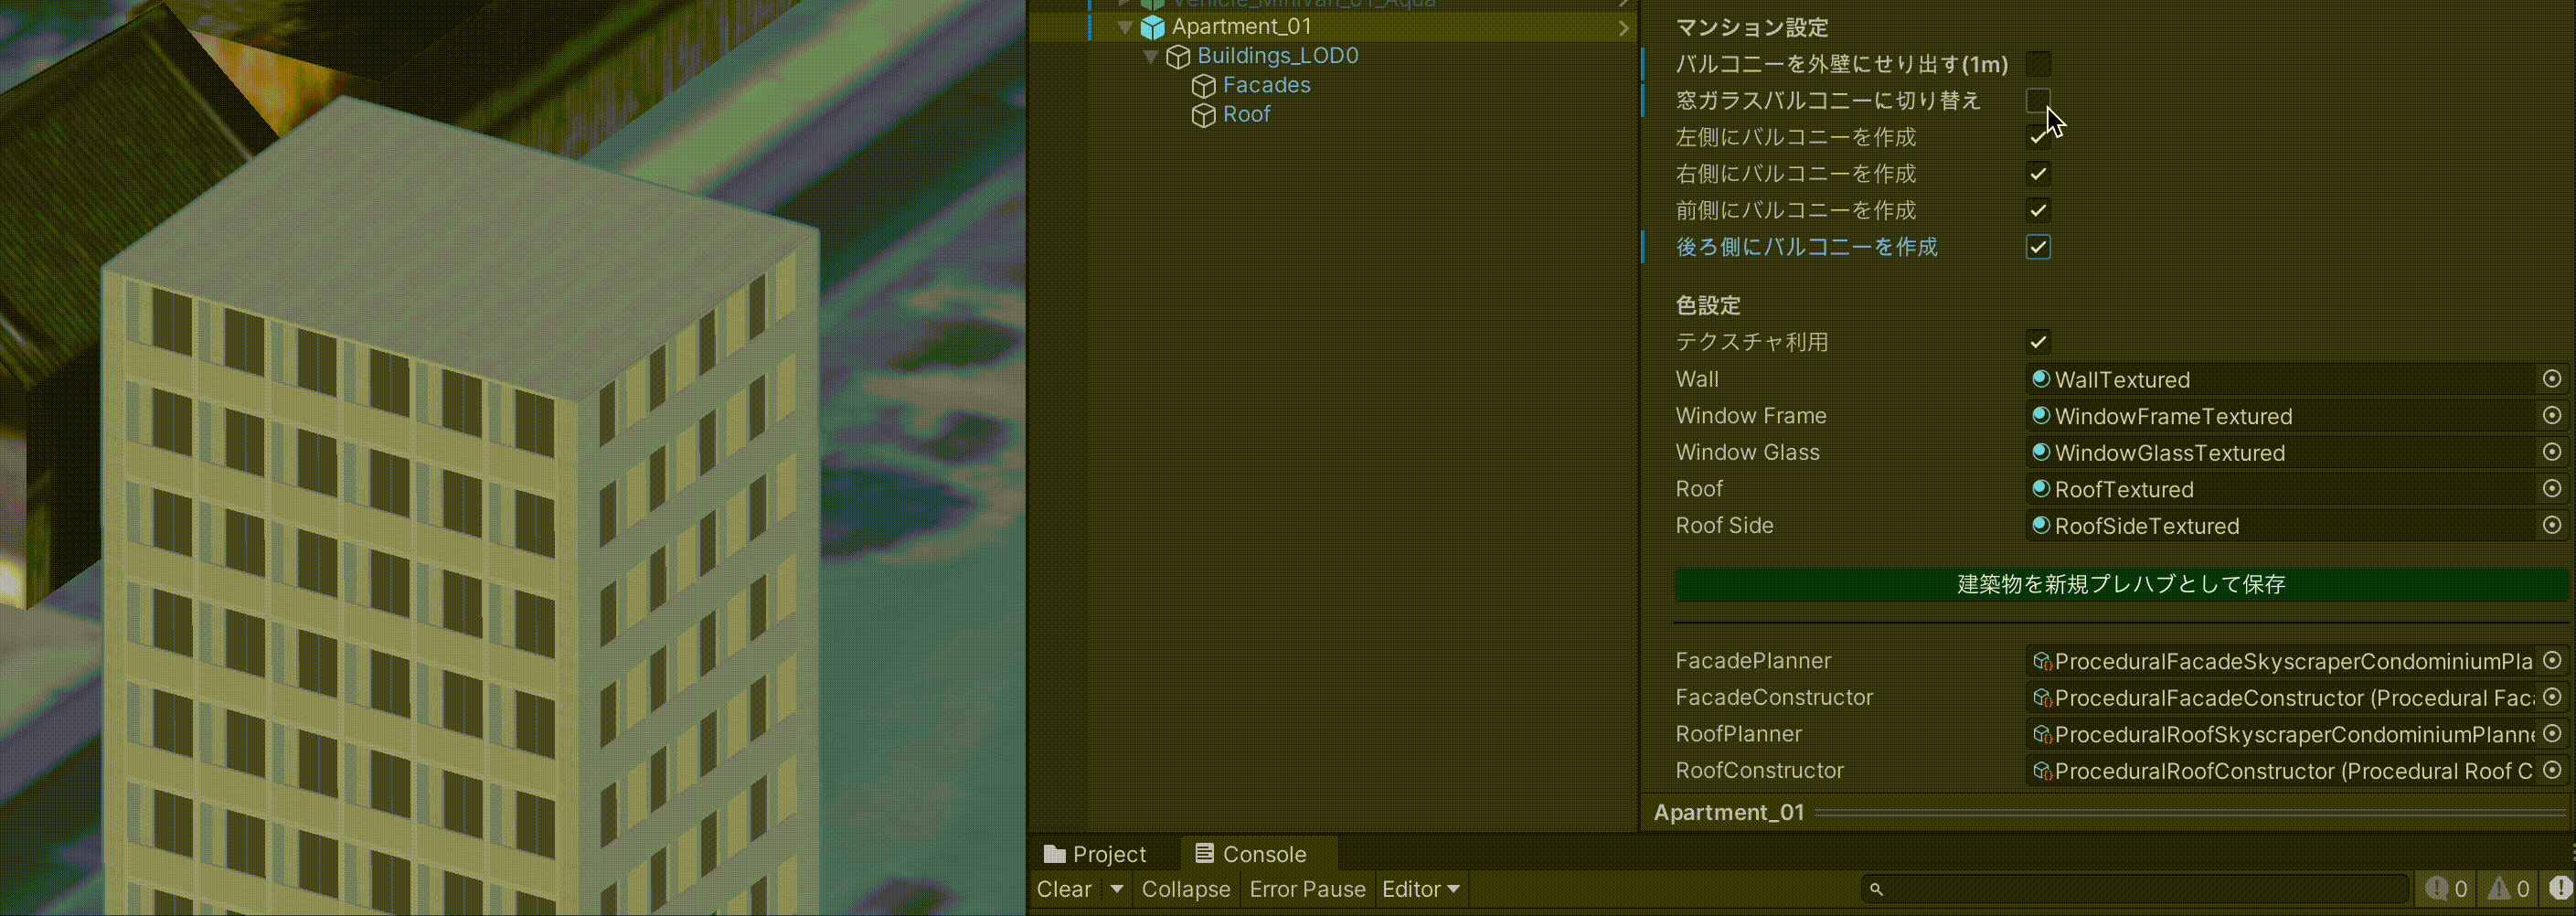 Vehicle_Minivan_01_Aqua
Apartment_01
Buildings_LOD0
Facades
Roof
マンション設定
バルコニーを外壁にせり出す(1m)
窓ガラスバルコニーに切り替え
左側にバルコニーを作成
右側にバルコニーを作成
前側にバルコニーを作成
後ろ側にバルコニーを作成
色設定
テクスチャ利用
Wall WallTextured
Window Frame WindowFrameTextured
Window Glass WindowGlassTextured
Roof RoofTextured
Roof Side RoofSideTextured
建築物を新規プレハブとして保存
FacadePlanner ProceduralFacadeSkyscraperCondominiumPla
FacadeConstructor ProceduralFacadeConstructor (Procedural Fac
RoofPlanner ProceduralRoofSkyscraperCondominiumPlanne
RoofConstructor ProceduralRoofConstructor (Procedural Roof C
Apartment_01
Project Console
Clear Collapse Error Pause Editor 0 0